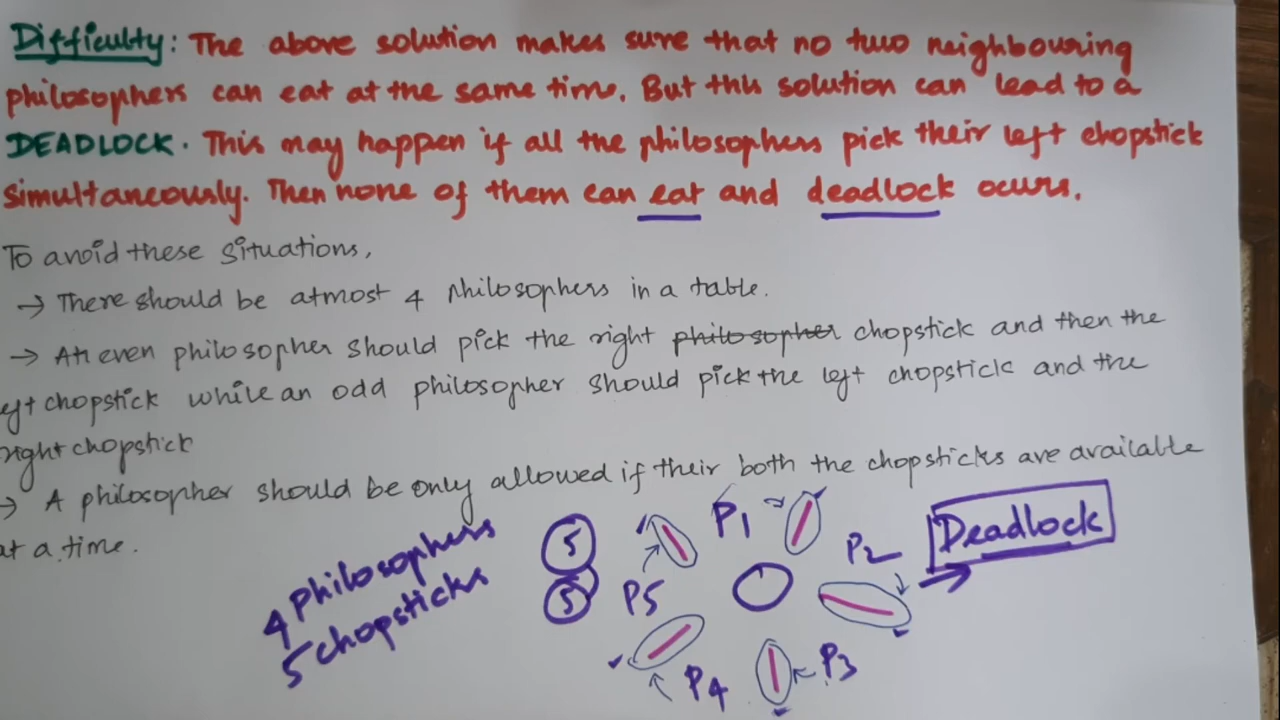 Difficulty: The above solution makes sure that no two neighbouring
philosophers can eat at the same time. But this solution can lead to a
DEADLOCK. This may happen if all the philosophers pick their left chopstick
simultaneously. Then none of them can eat and deadlock ocurs.
To avoid these situations,
→ There should be atmost 4 philosophers in a table.
→ An even philosopher should pick the right philosopher chopstick and then the
eft chopstick while an odd philosopher should pick the left chopstick and the
right chopstick
→ A philosopher should be only allowed if their both the chopsticks are available
at a time.
4 philosophers
5 chopsticks
5
5
P1
P2
P5
P4
P3
Deadlock